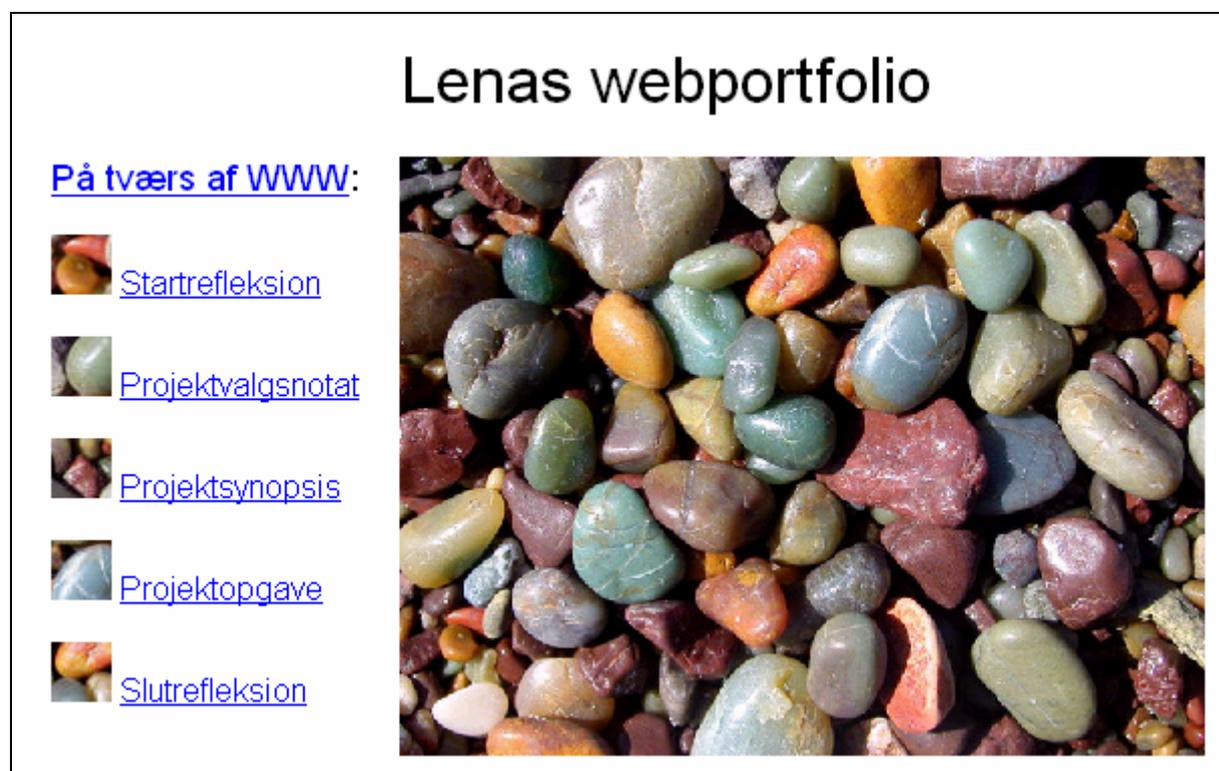 Lenas webportfolio
På tværs af WWW:
Startrefleksion
Projektvalgsnotat
Projektsynopsis
Projektopgave
Slutrefleksion